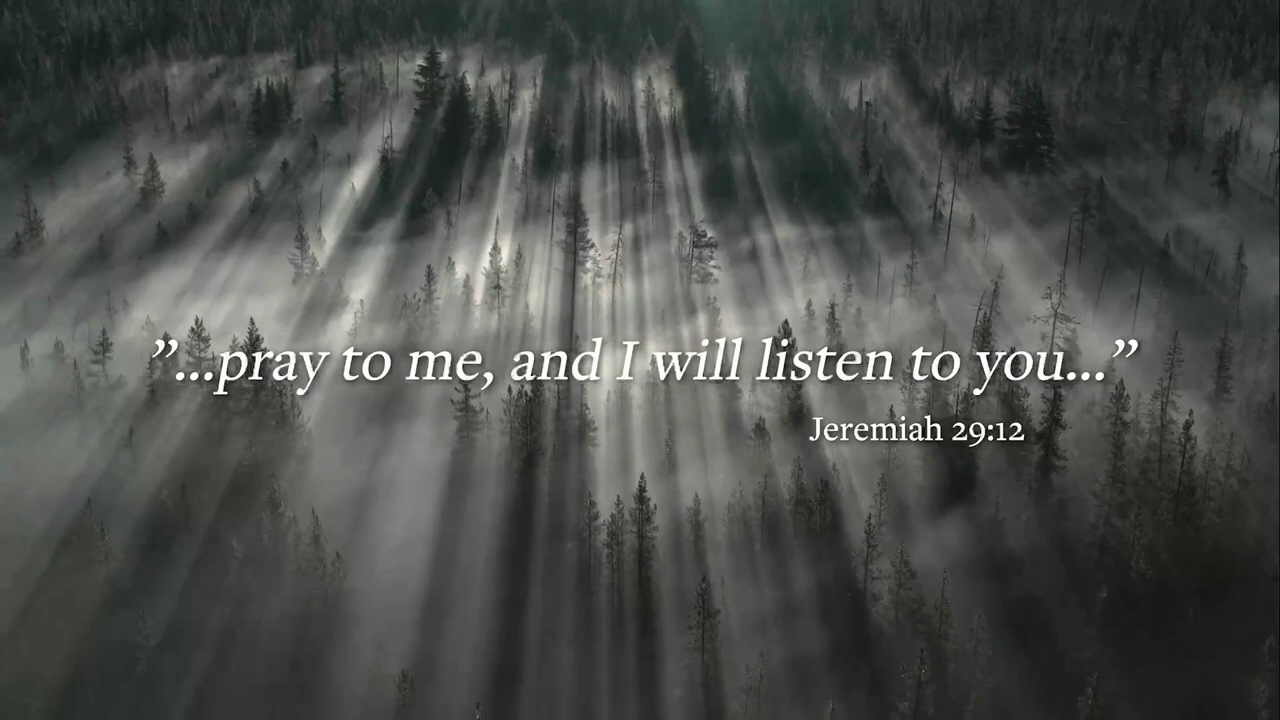 ”...pray to me, and I will listen to you...”
Jeremiah 29:12